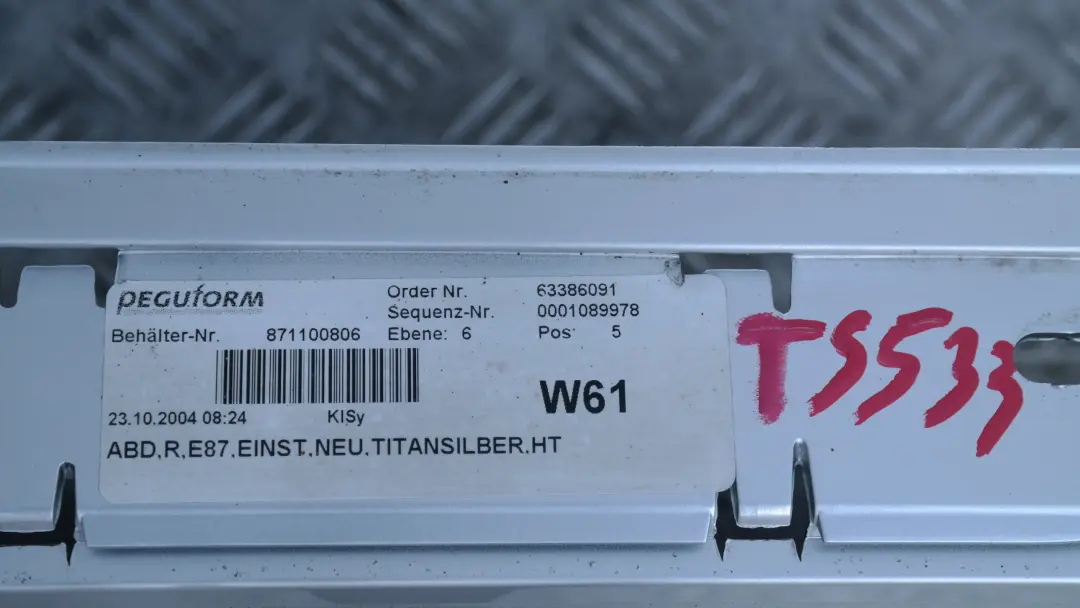 peguform
Order Nr. 63386091
Sequenz-Nr. 0001089978
Behälter-Nr. 871100806 Ebene: 6 Pos: 5
W61
23.10.2004 08:24 KISy
ABD,R,E87,EINST,NEU,TITANSILBER,HT
TS533